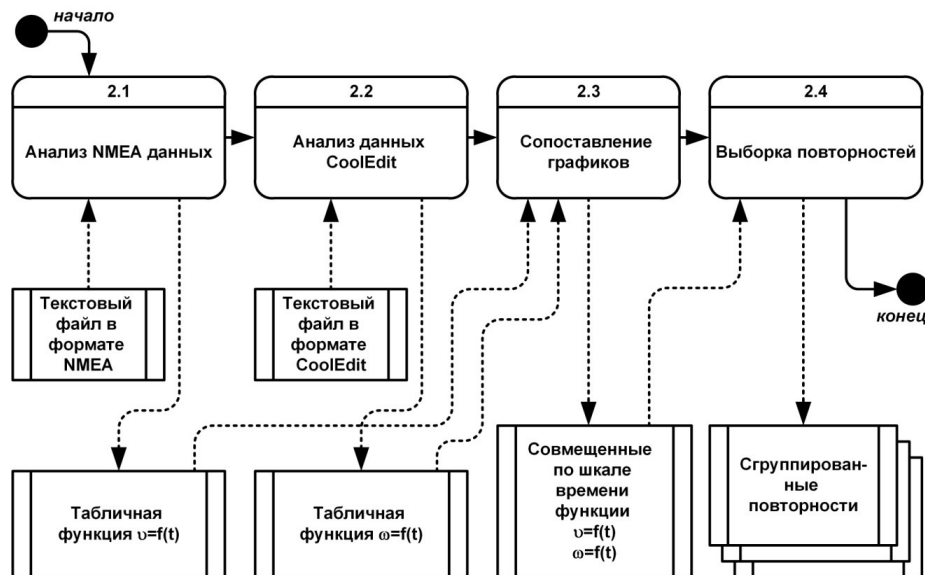 начало
2.1
Анализ NMEA данных
2.2
Анализ данных
CoolEdit
2.3
Сопоставление
графиков
2.4
Выборка повторностей
Текстовый
файл в
формате
NMEA
Текстовый
файл в
формате
CoolEdit
конец
Табличная
функция υ=f(t)
Табличная
функция ω=f(t)
Совмещенные
по шкале
времени
функции
υ=f(t)
ω=f(t)
Сгруппирован-
ные
повторности